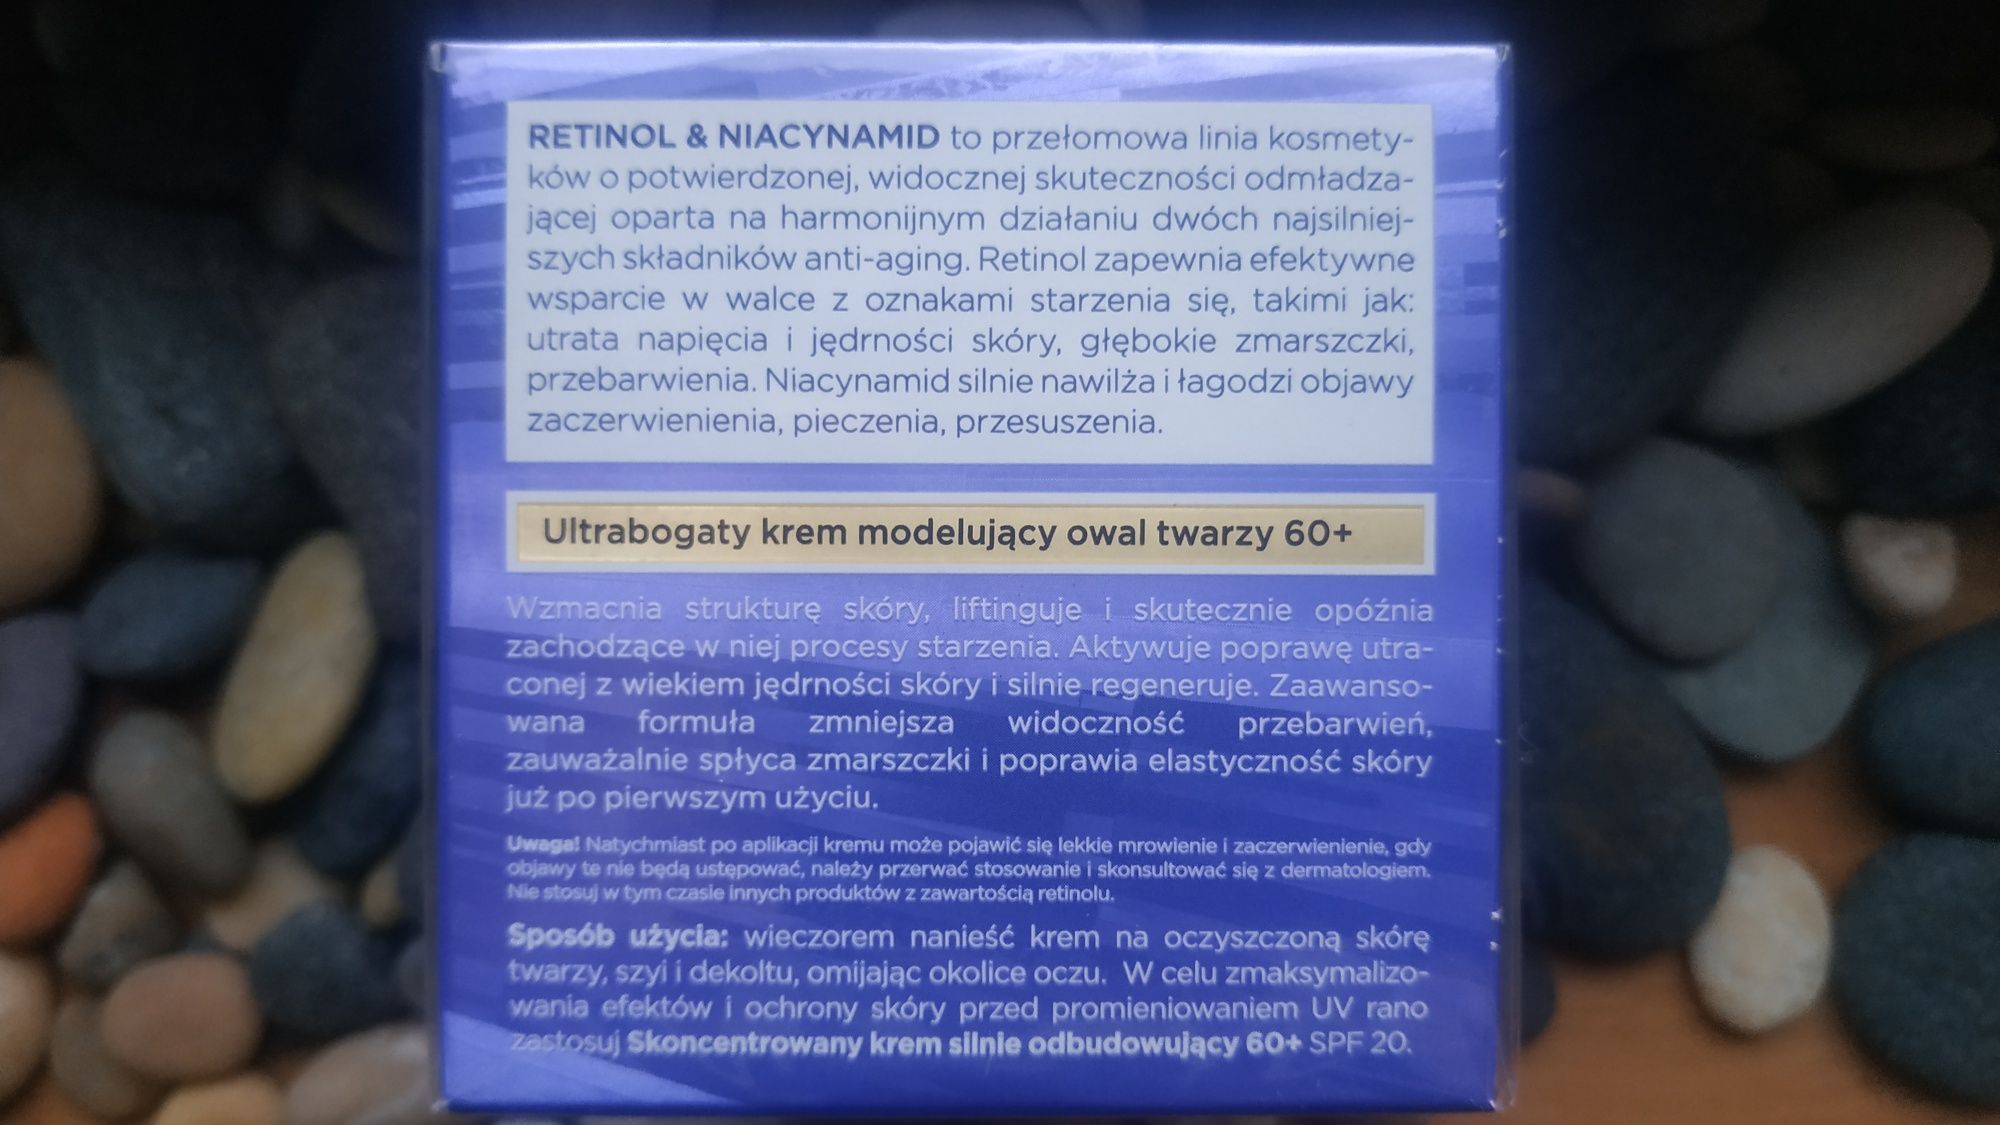 RETINOL & NIACYNAMID to przełomowa linia kosmety-
ków o potwierdzonej, widocznej skuteczności odmładza-
jącej oparta na harmonijnym działaniu dwóch najsilniej-
szych składników anti-aging. Retinol zapewnia efektywne
wsparcie w walce z oznakami starzenia się, takimi jak:
utrata napięcia i jędrności skóry, głębokie zmarszczki,
przebarwienia. Niacynamid silnie nawilża i łagodzi objawy
zaczerwienienia, pieczenia, przesuszenia.
Ultrabogaty krem modelujący owal twarzy 60+
Wzmacnia strukturę skóry, liftinguje i skutecznie opóźnia
zachodzące w niej procesy starzenia. Aktywuje poprawę utra-
conej z wiekiem jędrności skóry i silnie regeneruje. Zaawanso-
wana formuła zmniejsza widoczność przebarwień,
zauważalnie spłyca zmarszczki i poprawia elastyczność skóry
już po pierwszym użyciu.
Uwaga! Natychmiast po aplikacji kremu może pojawić się lekkie mrowienie i zaczerwienienie, gdy
objawy te nie będą ustępować, należy przerwać stosowanie i skonsultować się z dermatologiem.
Nie stosuj w tym czasie innych produktów z zawartością retinolu.
Sposób użycia: wieczorem nanieść krem na oczyszczoną skórę
twarzy, szyi i dekoltu, omijając okolice oczu. W celu zmaksymalizo-
wania efektów i ochrony skóry przed promieniowaniem UV rano
zastosuj Skoncentrowany krem silnie odbudowujący 60+ SPF 20.